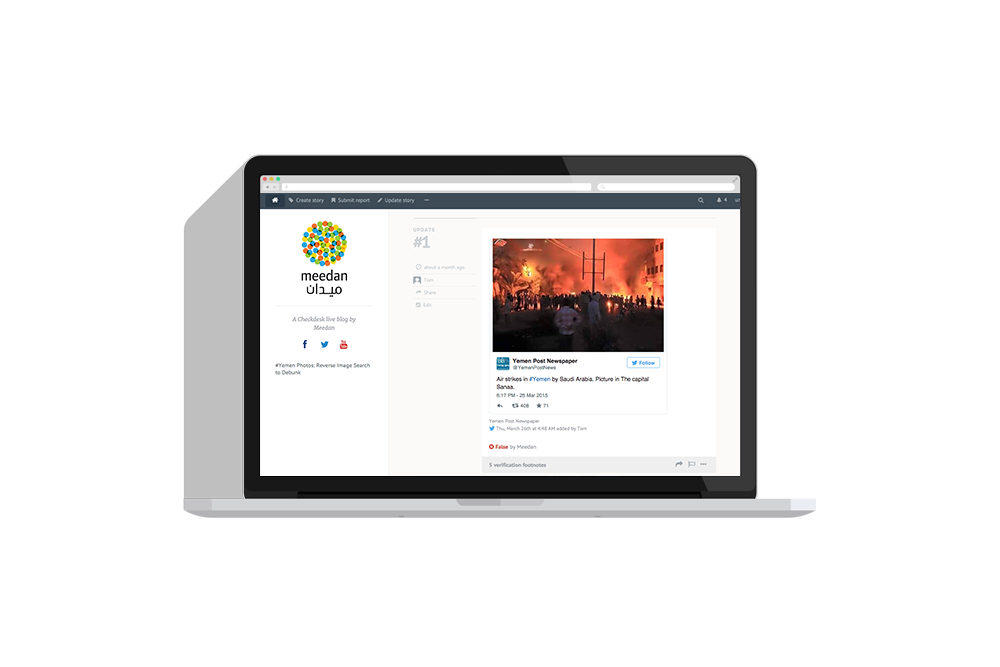 Create story
Submit report
Update story
4
meedan
ميدان
A Checkdesk live blog by
Meedan
#Yemen Photos: Reverse Image Search
to Debunk
UPDATE
#1
about a month ago
Tom
Share
Edit
Yemen Post Newspaper
@YemenPostNews
Follow
Air strikes in #Yemen by Saudi Arabia, Picture in The capital
Sanaa.
6:17 PM - 25 Mar 2015
408
71
Yemen Post Newspaper
Thu, March 26th at 4:48 AM added by Tom
False by Meedan
5 verification footnotes